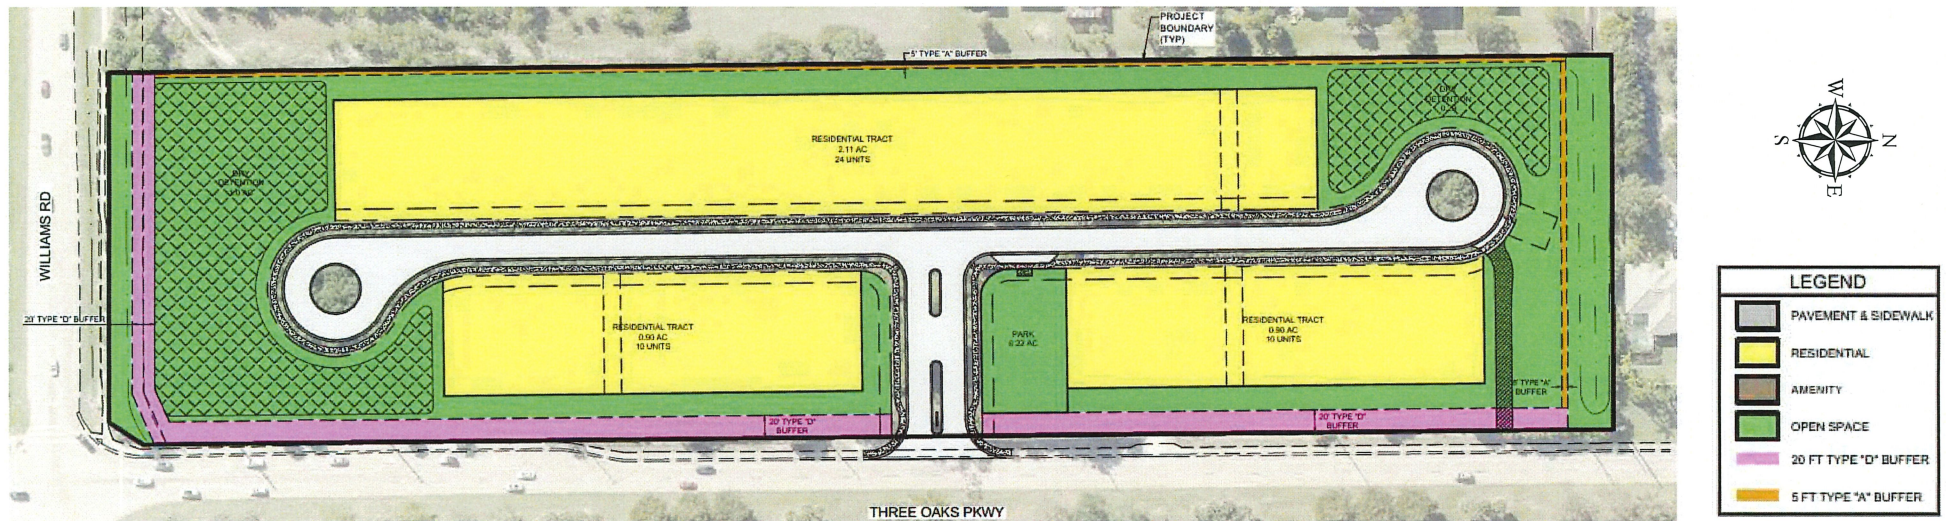 PROJECT
BOUNDARY
(TYP)
5' TYPE "A" BUFFER
W
S
N
E
DRY
DETENTION
DRY
DETENTION
1.0 AC
RESIDENTIAL TRACT
2.11 AC
24 UNITS
WILLIAMS RD
20' TYPE "D" BUFFER
RESIDENTIAL TRACT
0.90 AC
10 UNITS
PARK
0.22 AC
RESIDENTIAL TRACT
0.90 AC
10 UNITS
5' TYPE "A"
BUFFER
20' TYPE "D"
BUFFER
20' TYPE "D"
BUFFER
THREE OAKS PKWY
LEGEND
PAVEMENT & SIDEWALK
RESIDENTIAL
AMENITY
OPEN SPACE
20 FT TYPE "D" BUFFER
5 FT TYPE "A" BUFFER